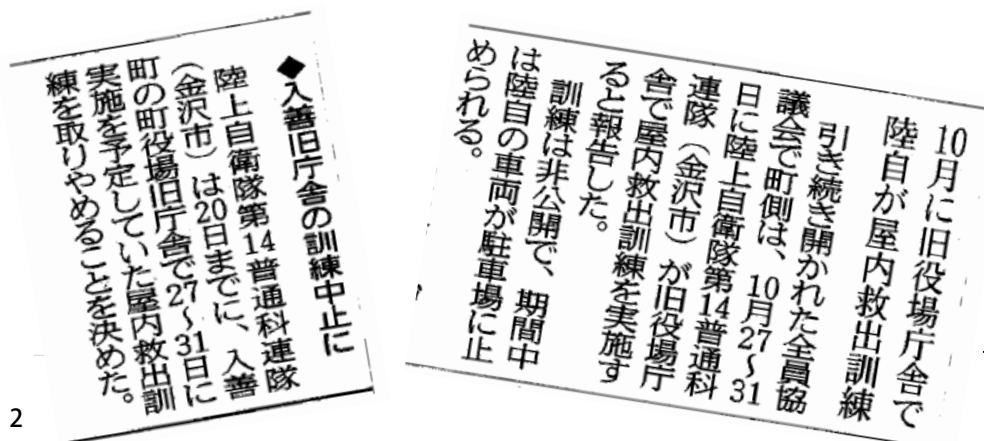 10月に旧役場庁舎で
陸自が屋内救出訓練
引き続き開かれた全員協
議会で町側は、10月27〜31
日に陸上自衛隊第14普通科
連隊(金沢市)が旧役場庁
舎で屋内救出訓練を実施す
ると報告した。
訓練は非公開で、期間中
は陸自の車両が駐車場に止
められる。
◆入善旧庁舎の訓練中止に
陸上自衛隊第14普通科連隊
(金沢市)は20日までに、入善
町の町役場旧庁舎で27〜31日に
実施を予定していた屋内救出訓
練を取りやめることを決めた。
2